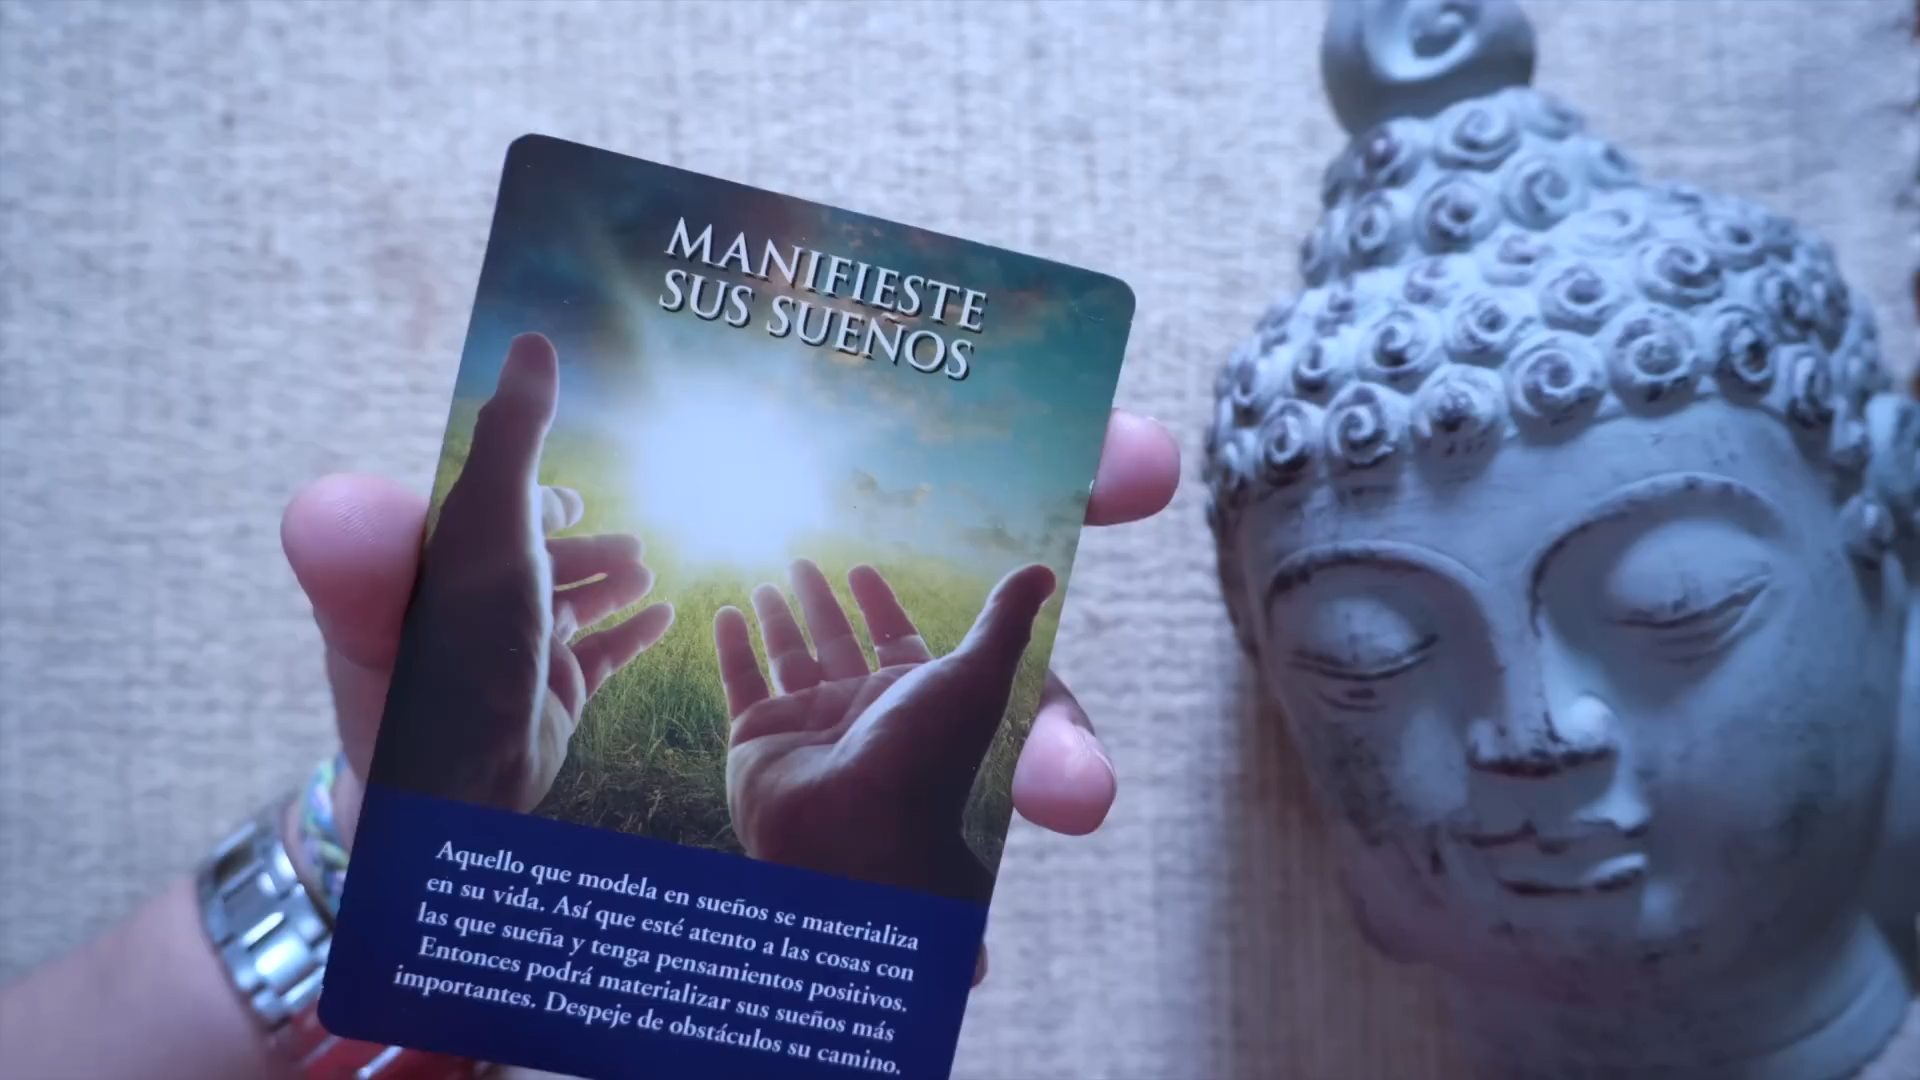 MANIFIESTE
SUS SUEÑOS
Aquello que modela en sueños se materializa
en su vida. Así que esté atento a las cosas con
las que sueña y tenga pensamientos positivos.
Entonces podrá materializar sus sueños más
importantes. Despeje de obstáculos su camino.